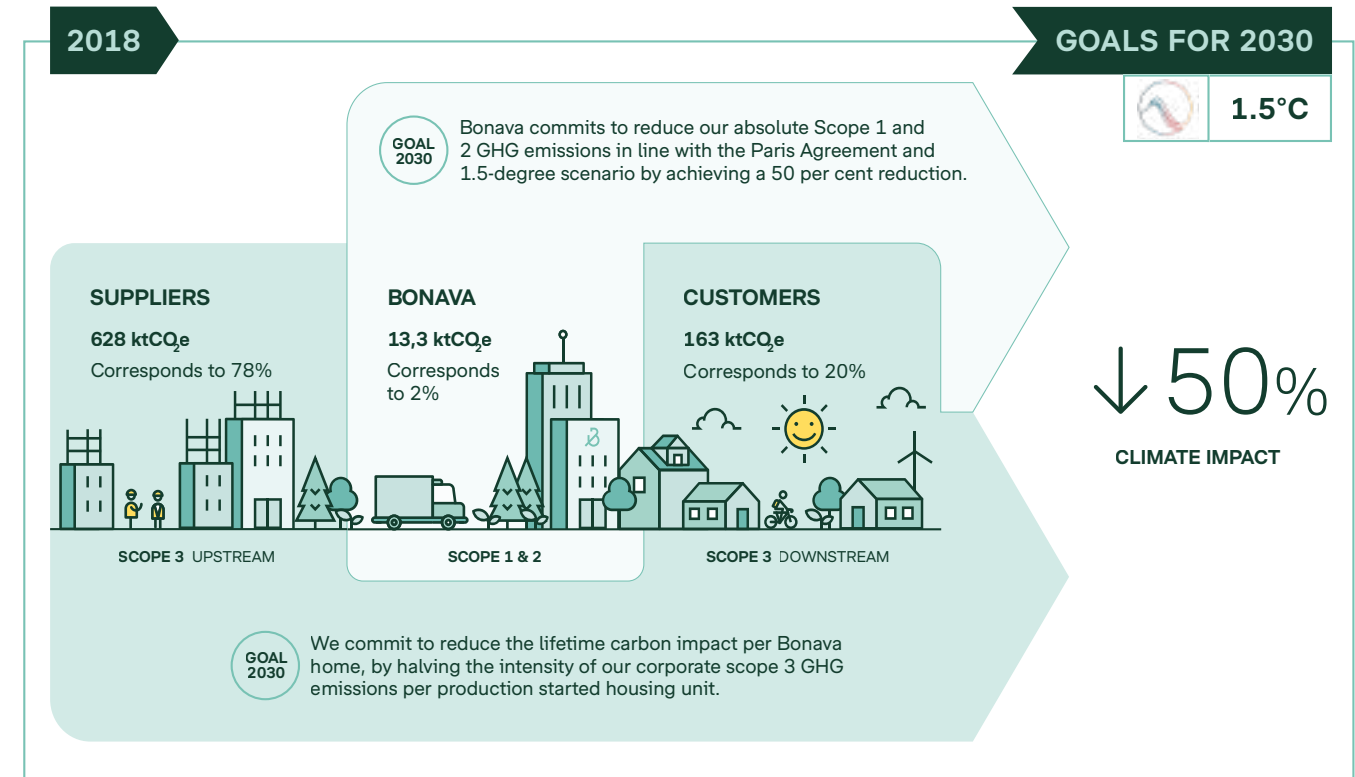 2018
GOALS FOR 2030
1.5°C
GOAL
2030
Bonava commits to reduce our absolute Scope 1 and
2 GHG emissions in line with the Paris Agreement and
1.5-degree scenario by achieving a 50 per cent reduction.
SUPPLIERS
628 ktCO₂e
Corresponds to 78%
BONAVA
13,3 ktCO₂e
Corresponds
to 2%
CUSTOMERS
163 ktCO₂e
Corresponds to 20%
↓50%
CLIMATE IMPACT
SCOPE 3 UPSTREAM
SCOPE 1 & 2
SCOPE 3 DOWNSTREAM
GOAL
2030
We commit to reduce the lifetime carbon impact per Bonava
home, by halving the intensity of our corporate scope 3 GHG
emissions per production started housing unit.